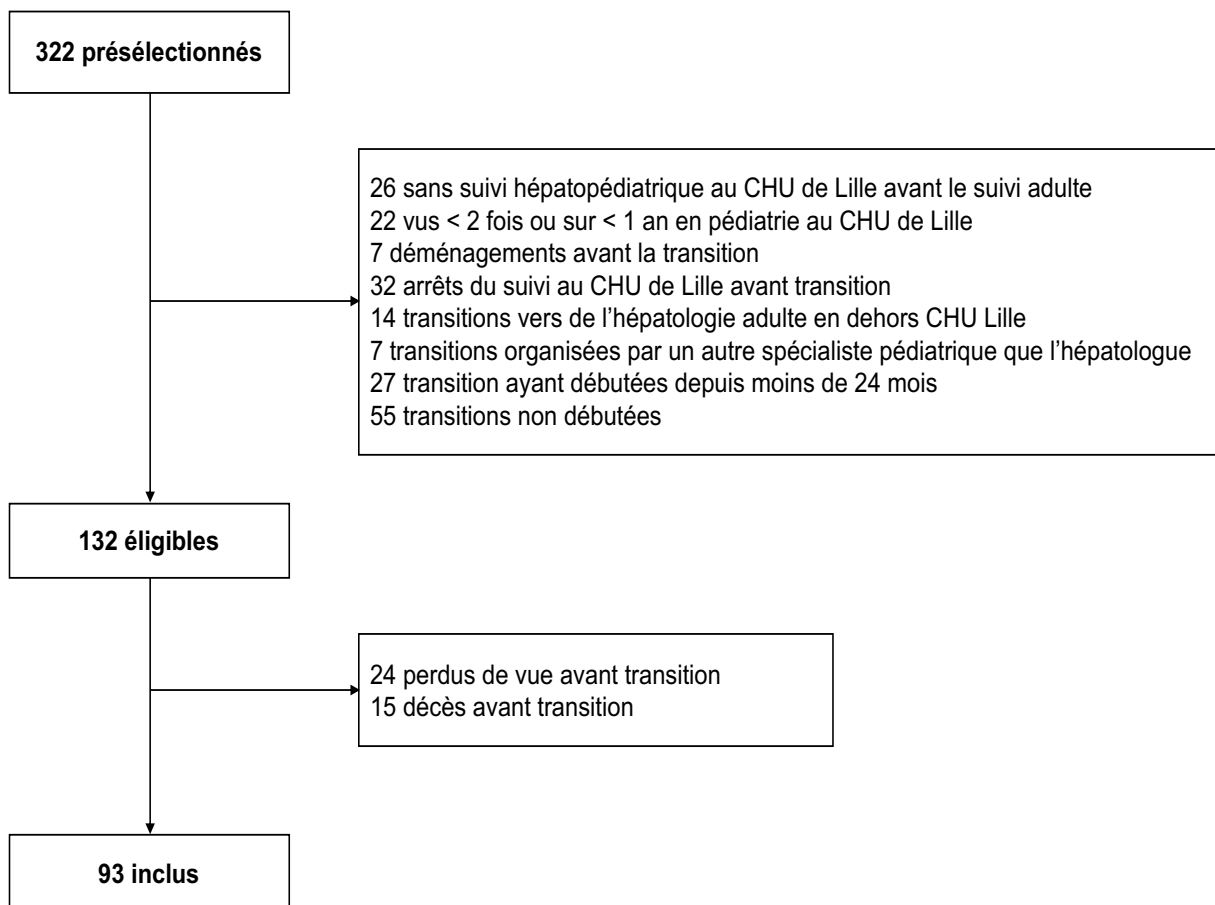 322 présélectionnés
26 sans suivi hépatopédiatrique au CHU de Lille avant le suivi adulte
22 vus < 2 fois ou sur < 1 an en pédiatrie au CHU de Lille
7 déménagements avant la transition
32 arrêts du suivi au CHU de Lille avant transition
14 transitions vers de l’hépatologie adulte en dehors CHU Lille
7 transitions organisées par un autre spécialiste pédiatrique que l’hépatologue
27 transition ayant débutées depuis moins de 24 mois
55 transitions non débutées
132 éligibles
24 perdus de vue avant transition
15 décès avant transition
93 inclus